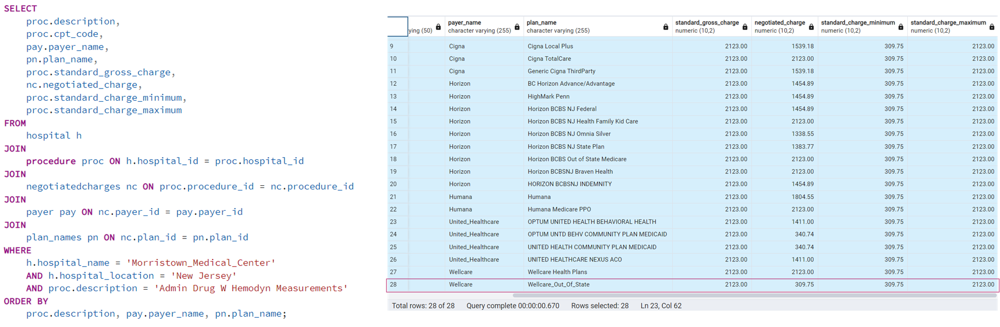 SELECT
proc.description,
proc.cpt_code,
pay.payer_name,
pn.plan_name,
proc.standard_gross_charge,
nc.negotiated_charge,
proc.standard_charge_minimum,
proc.standard_charge_maximum
FROM
hospital h
JOIN
procedure proc ON h.hospital_id = proc.hospital_id
JOIN
negotiatedcharges nc ON proc.procedure_id = nc.procedure_id
JOIN
payer pay ON nc.payer_id = pay.payer_id
JOIN
plan_names pn ON nc.plan_id = pn.plan_id
WHERE
h.hospital_name = 'Morristown_Medical_Center'
AND h.hospital_location = 'New Jersey'
AND proc.description = 'Admin Drug W Hemodyn Measurements'
ORDER BY
proc.description, pay.payer_name, pn.plan_name;
payer_name plan_name standard_gross_charge negotiated_charge standard_charge_minimum standard_charge_maximum
ying (50) character varying (255) character varying (255) numeric (10,2) numeric (10,2) numeric (10,2) numeric (10,2)
9 Cigna Cigna Local Plus 2123.00 1539.18 309.75 2123.00
10 Cigna Cigna TotalCare 2123.00 2123.00 309.75 2123.00
11 Cigna Generic Cigna ThirdParty 2123.00 1539.18 309.75 2123.00
12 Horizon BC Horizon Advance/Advantage 2123.00 1454.89 309.75 2123.00
13 Horizon HighMark Penn 2123.00 1454.89 309.75 2123.00
14 Horizon Horizon BCBS NJ Federal 2123.00 1454.89 309.75 2123.00
15 Horizon Horizon BCBS NJ Health Family Kid Care 2123.00 2123.00 309.75 2123.00
16 Horizon Horizon BCBS NJ Omnia Silver 2123.00 1338.55 309.75 2123.00
17 Horizon Horizon BCBS NJ State Plan 2123.00 1383.77 309.75 2123.00
18 Horizon Horizon BCBS Out of State Medicare 2123.00 2123.00 309.75 2123.00
19 Horizon Horizon BCBSNJ Braven Health 2123.00 2123.00 309.75 2123.00
20 Horizon HORIZON BCBSNJ INDEMNITY 2123.00 1454.89 309.75 2123.00
21 Humana Humana 2123.00 1804.55 309.75 2123.00
22 Humana Humana Medicare PPO 2123.00 2123.00 309.75 2123.00
23 United_Healthcare OPTUM UNITED HEALTH BEHAVIORAL HEALTH 2123.00 1411.00 309.75 2123.00
24 United_Healthcare OPTUM UNTD BEHV COMMUNITY PLAN MEDICAID 2123.00 340.74 309.75 2123.00
25 United_Healthcare UNITED HEALTH COMMUNITY PLAN MEDICAID 2123.00 340.74 309.75 2123.00
26 United_Healthcare UNITED HEALTHCARE NEXUS ACO 2123.00 1411.00 309.75 2123.00
27 Wellcare Wellcare Health Plans 2123.00 2123.00 309.75 2123.00
28 Wellcare Wellcare_Out_Of_State 2123.00 309.75 309.75 2123.00
Total rows: 28 of 28 Query complete 00:00:00.670 Rows selected: 28 Ln 23, Col 62